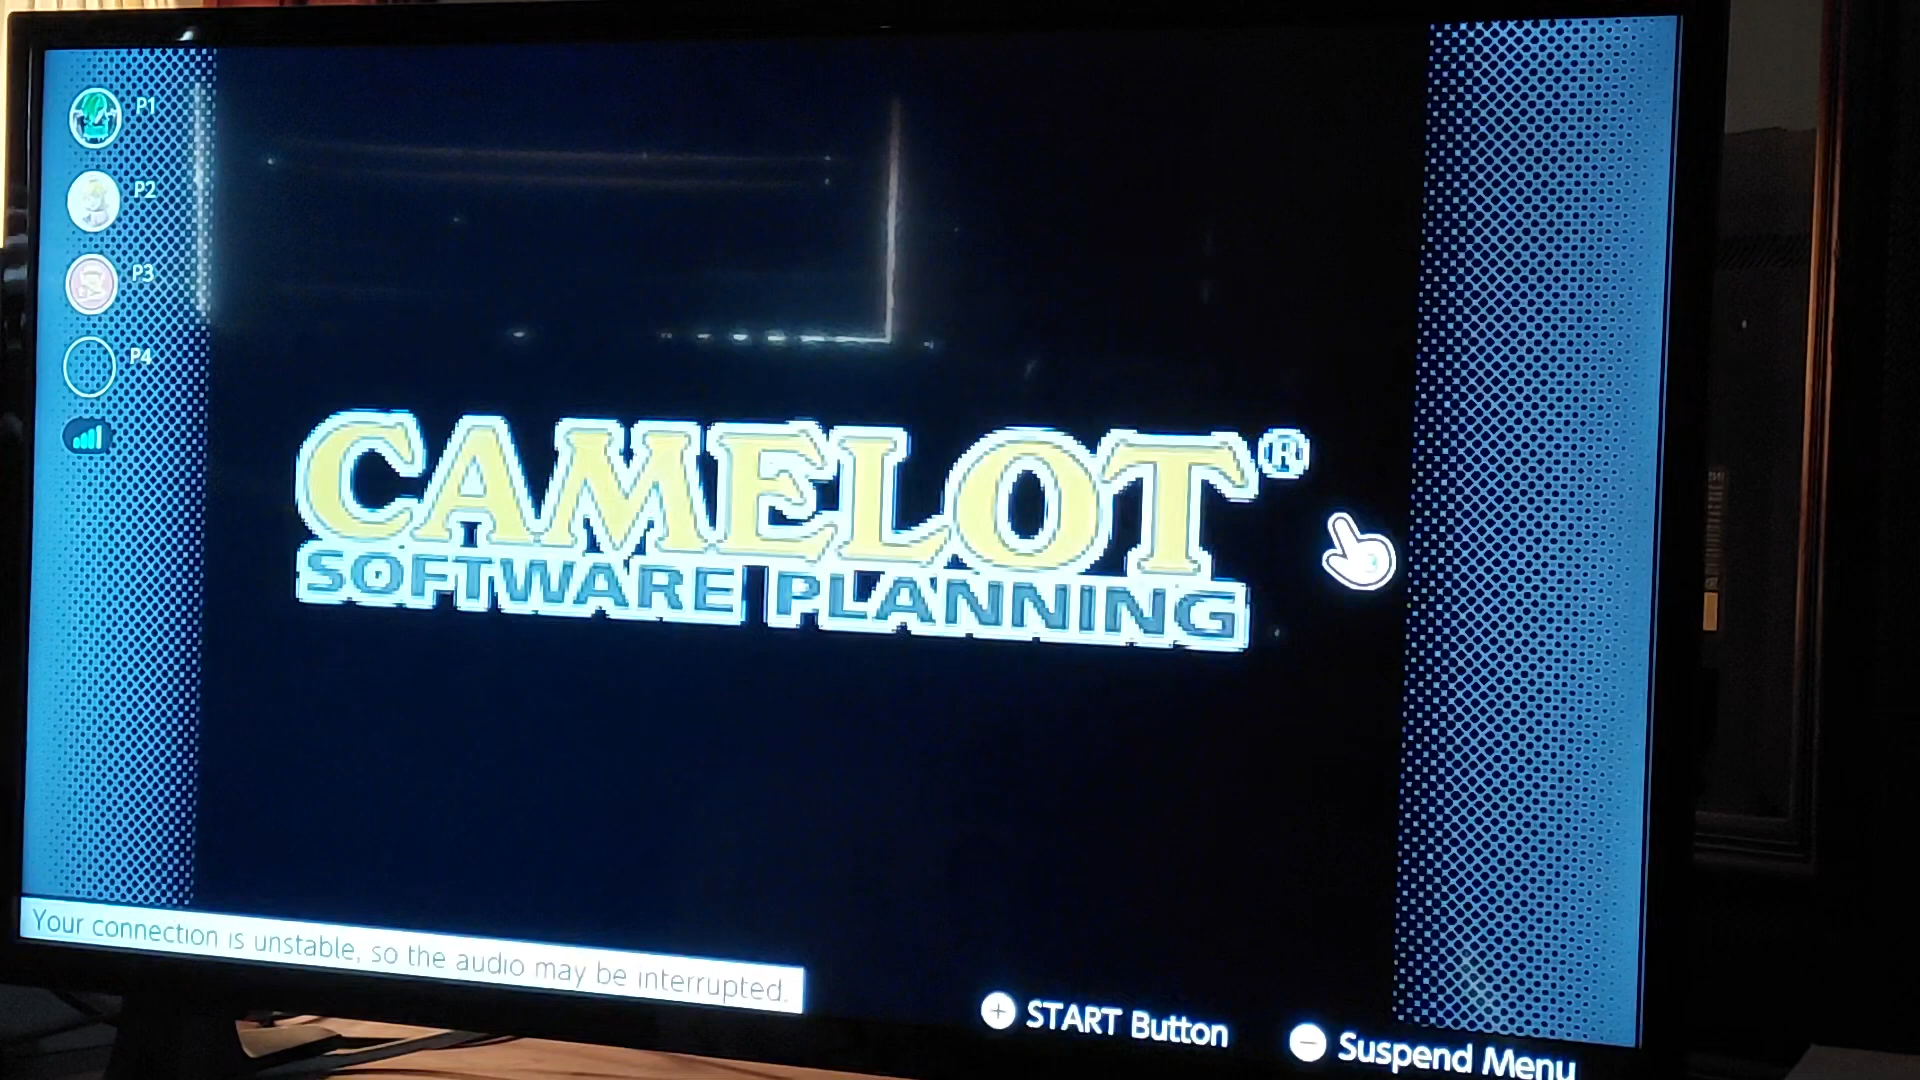 P1
P2
P3
P4
CAMELOT®
SOFTWARE PLANNING
Your connection is unstable, so the audio may be interrupted.
+ START Button
− Suspend Menu